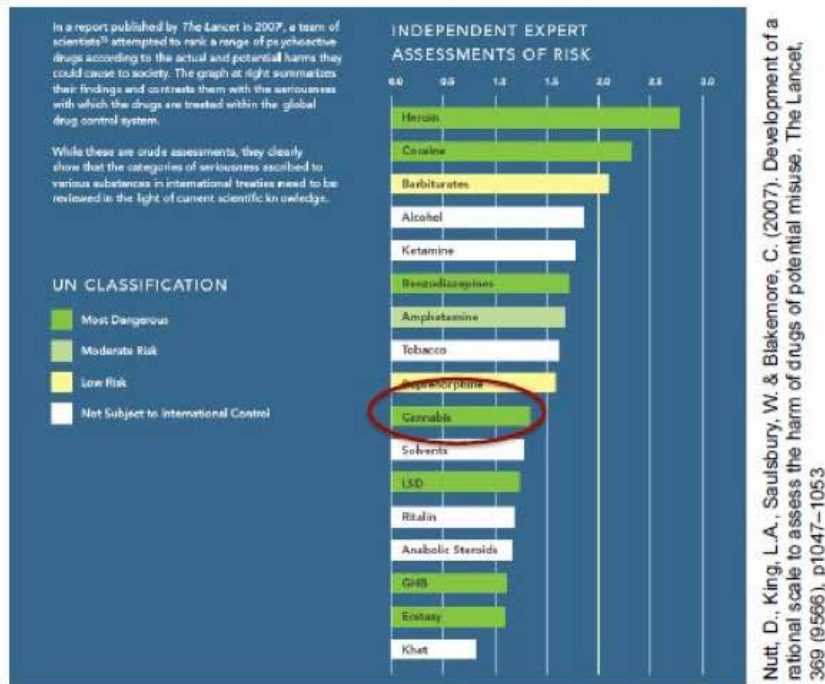 In a report published by The Lancet in 2007, a team of
scientists attempted to rank a range of psychoactive
drugs according to the actual and potential harms they
could cause to society. The graph at right summarizes
their findings and contrasts them with the seriousness
with which the drugs are treated within the global
drug control system.
While these are crude assessments, they clearly
show that the categories of seriousness ascribed to
various substances in international treaties need to be
reviewed in the light of current scientific knowledge.
UN CLASSIFICATION
Most Dangerous
Moderate Risk
Low Risk
Not Subject to International Control
INDEPENDENT EXPERT
ASSESSMENTS OF RISK
0.0 0.5 1.0 1.5 2.0 2.5 3.0
Heroin
Cocaine
Barbiturates
Alcohol
Ketamine
Benzodiazepines
Amphetamine
Tobacco
Buprenorphine
Cannabis
Solvents
LSD
Ritalin
Anabolic Steroids
GHB
Ecstasy
Khat
Nutt, D., King, L.A., Saulsbury, W. & Blakemore, C. (2007). Development of a
rational scale to assess the harm of drugs of potential misuse. The Lancet,
369 (9566), p1047–1053